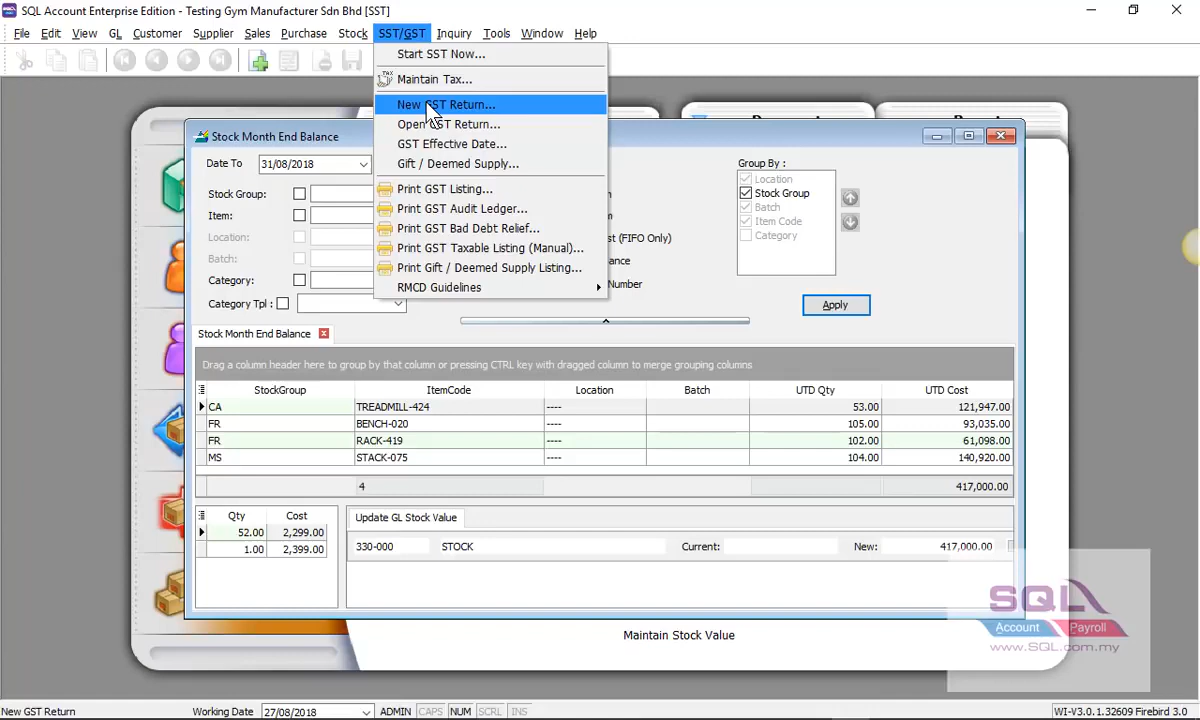 SQL Account Enterprise Edition - Testing Gym Manufacturer Sdn Bhd [SST]
File Edit View GL Customer Supplier Sales Purchase Stock SST/GST Inquiry Tools Window Help
Start SST Now...
Maintain Tax...
New GST Return...
Open GST Return...
GST Effective Date...
Gift / Deemed Supply...
Print GST Listing...
Print GST Audit Ledger...
Print GST Bad Debt Relief...
Print GST Taxable Listing (Manual)...
Print Gift / Deemed Supply Listing...
RMCD Guidelines
Stock Month End Balance
Date To 31/08/2018
Stock Group:
Item:
Location:
Batch:
Category:
Category Tpl :
(FIFO Only)
Group By :
Location
Stock Group
Batch
Item Code
Category
Apply
Stock Month End Balance
Drag a column header here to group by that column or pressing CTRL key with dragged column to merge grouping columns
StockGroup ItemCode Location Batch UTD Qty UTD Cost
CA TREADMILL-424 ---- 53.00 121,947.00
FR BENCH-020 ---- 105.00 93,035.00
FR RACK-419 ---- 102.00 61,098.00
MS STACK-075 ---- 104.00 140,920.00
4 417,000.00
Qty Cost
52.00 2,299.00
1.00 2,399.00
Update GL Stock Value
330-000 STOCK Current: New: 417,000.00
Maintain Stock Value
SQL
Account Payroll
www.SQL.com.my
New GST Return Working Date 27/08/2018 ADMIN CAPS NUM SCRL INS WI-V3.0.1.32609 Firebird 3.0